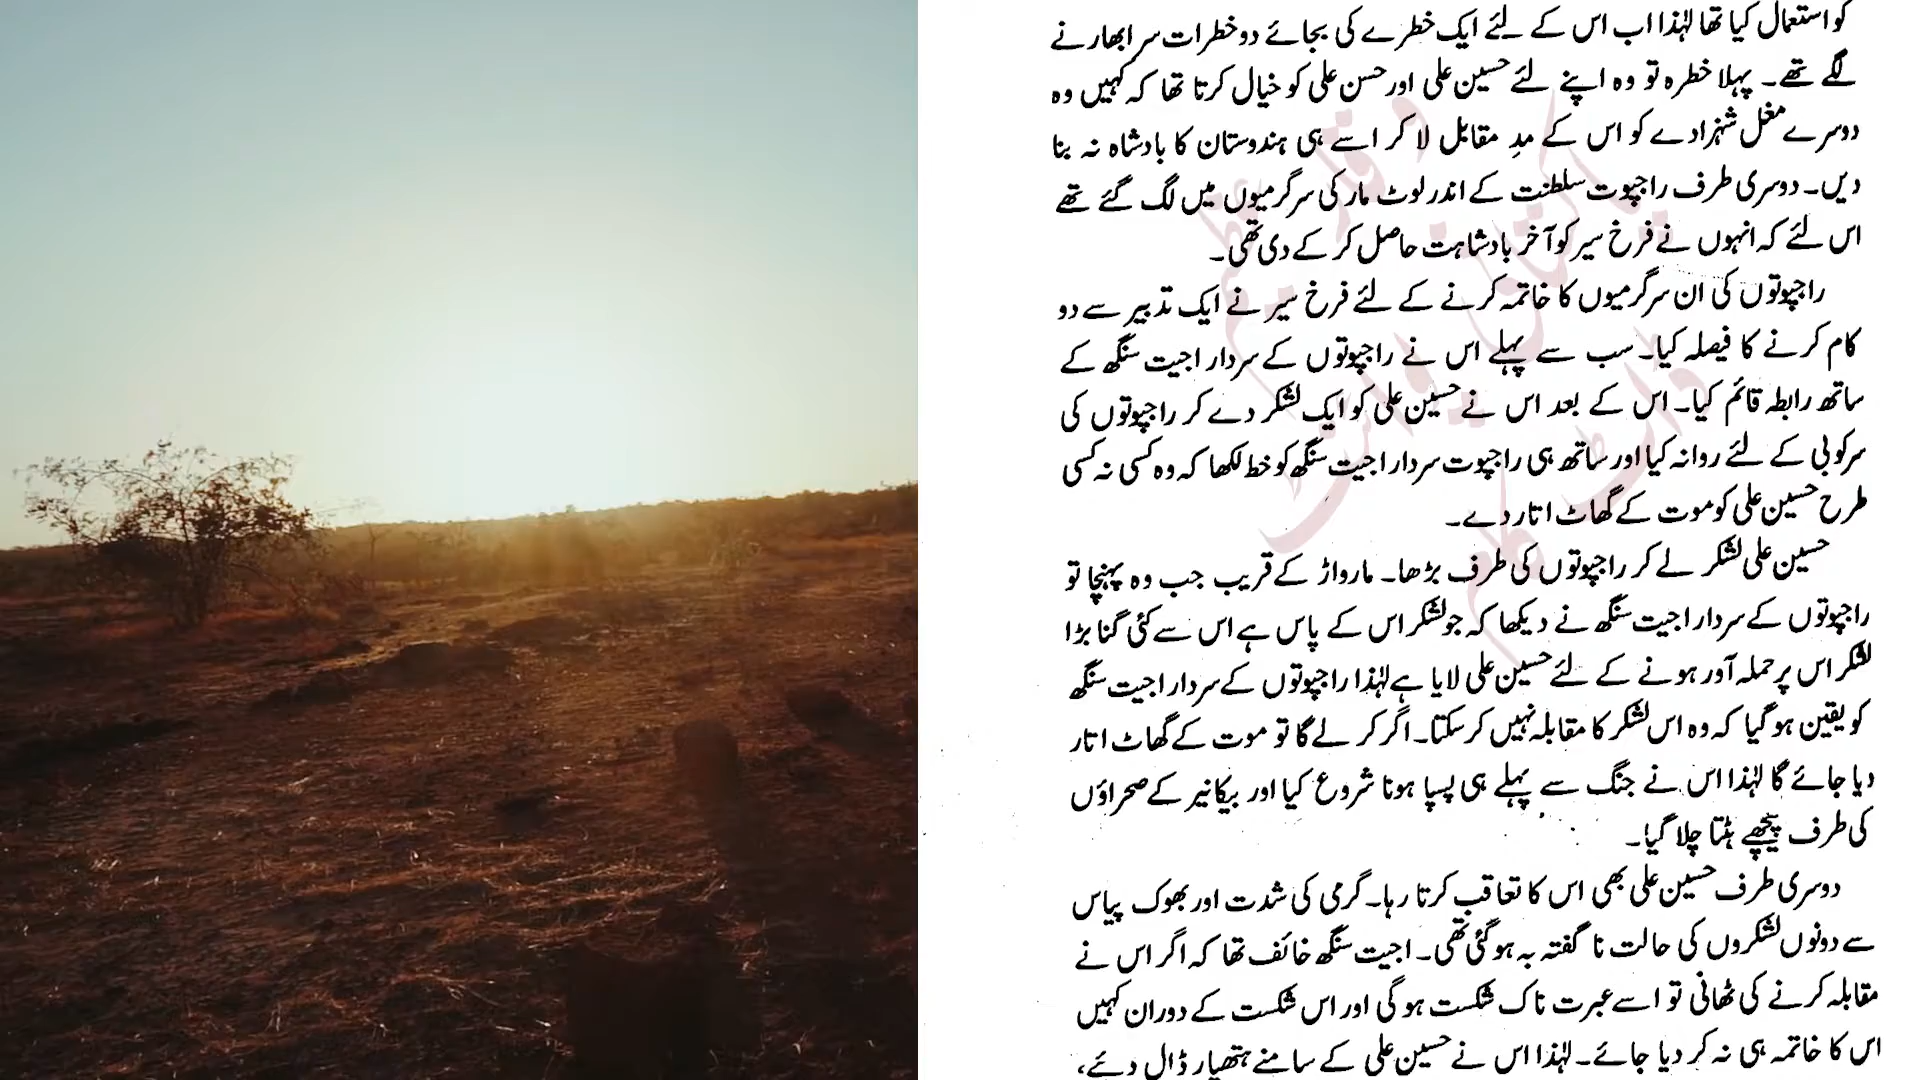 کو استعمال کیا تھا لہٰذا اب اس کے لئے ایک خطرے کی بجائے دو خطرات سر ابھارنے
لگے تھے۔ پہلا خطرہ تو وہ اپنے لئے حسین علی اور حسن علی کو خیال کرتا تھا کہ کہیں وہ
دوسرے مغل شہزادے کو اس کے مدِ مقابل لا کر اسے ہی ہندوستان کا بادشاہ نہ بنا
دیں۔ دوسری طرف راجپوت سلطنت کے اندر لوٹ مار کی سرگرمیوں میں لگ گئے تھے
اس لئے کہ انہوں نے فرخ سیر کو آخر بادشاہت حاصل کر کے دی تھی۔
راجپوتوں کی ان سرگرمیوں کا خاتمہ کرنے کے لئے فرخ سیر نے ایک تدبیر سے دو
کام کرنے کا فیصلہ کیا۔ سب سے پہلے اس نے راجپوتوں کے سردار اجیت سنگھ کے
ساتھ رابطہ قائم کیا۔ اس کے بعد اس نے حسین علی کو ایک لشکر دے کر راجپوتوں کی
سرکوبی کے لئے روانہ کیا اور ساتھ ہی راجپوت سردار اجیت سنگھ کو خط لکھا کہ وہ کسی نہ کسی
طرح حسین علی کو موت کے گھاٹ اتار دے۔
حسین علی لشکر لے کر راجپوتوں کی طرف بڑھا۔ مارواڑ کے قریب جب وہ پہنچا تو
راجپوتوں کے سردار اجیت سنگھ نے دیکھا کہ جو لشکر اس کے پاس ہے اس سے کئی گنا بڑا
لشکر اس پر حملہ آور ہونے کے لئے حسین علی لایا ہے لہٰذا راجپوتوں کے سردار اجیت سنگھ
کو یقین ہو گیا کہ وہ اس لشکر کا مقابلہ نہیں کر سکتا۔ اگر کر لے گا تو موت کے گھاٹ اتار
دیا جائے گا لہٰذا اس نے جنگ سے پہلے ہی پسپا ہونا شروع کیا اور بیکانیر کے صحراؤں
کی طرف پیچھے ہٹتا چلا گیا۔
دوسری طرف حسین علی بھی اس کا تعاقب کرتا رہا۔ گرمی کی شدت اور بھوک پیاس
سے دونوں لشکروں کی حالت نا گفتہ بہ ہو گئی تھی۔ اجیت سنگھ خائف تھا کہ اگر اس نے
مقابلہ کرنے کی ٹھانی تو اسے عبرت ناک شکست ہو گی اور اس شکست کے دوران کہیں
اس کا خاتمہ ہی نہ کر دیا جائے۔ لہٰذا اس نے حسین علی کے سامنے ہتھیار ڈال دئے،